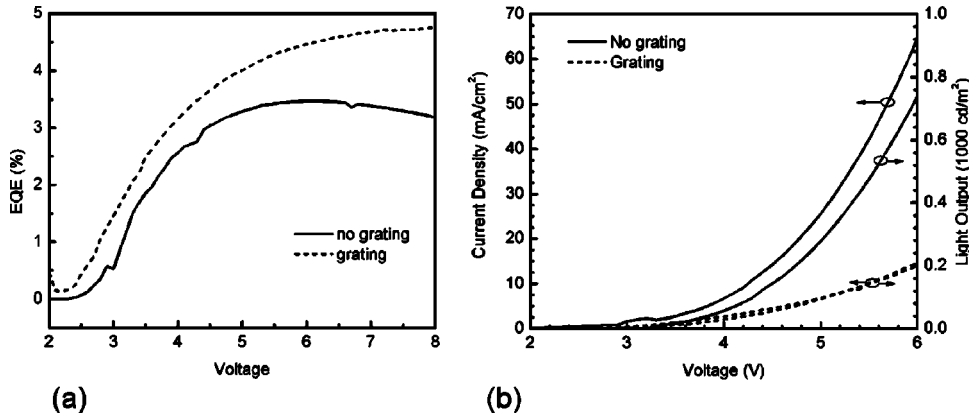 5
4
3
2
1
0
EQE (%)
no grating
grating
2 3 4 5 6 7 8
Voltage
(a)
70
60
50
40
30
20
10
0
Current Density (mA/cm²)
No grating
Grating
1.0
0.8
0.6
0.4
0.2
0.0
Light Output (1000 cd/m²)
2 3 4 5 6
Voltage (V)
(b)